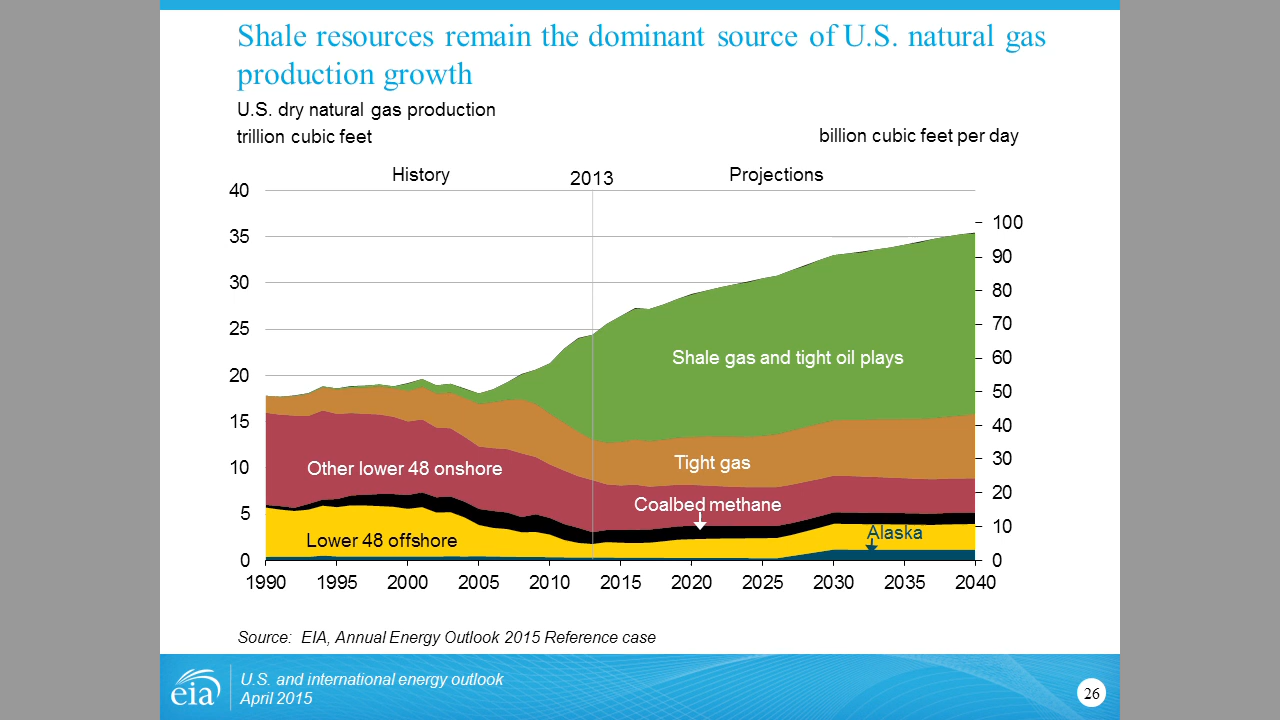 Shale resources remain the dominant source of U.S. natural gas
production growth
U.S. dry natural gas production
trillion cubic feet
billion cubic feet per day
History
2013
Projections
40
35
30
25
20
15
10
5
0
100
90
80
70
60
50
40
30
20
10
0
Shale gas and tight oil plays
Tight gas
Other lower 48 onshore
Coalbed methane
Lower 48 offshore
Alaska
1990 1995 2000 2005 2010 2015 2020 2025 2030 2035 2040
Source: EIA, Annual Energy Outlook 2015 Reference case
eia
U.S. and international energy outlook
April 2015
26